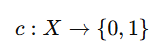 c : X → {0, 1}